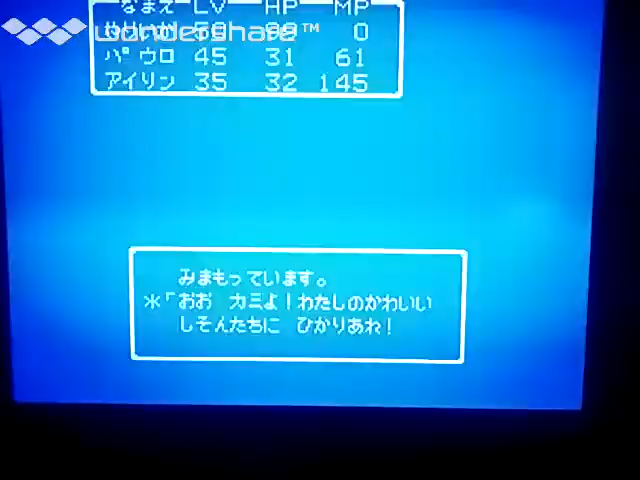 なまえ LV HP MP
wondershare™
0
パウロ 45 31 61
アイリン 35 32 145
みまもっています。
＊「おお カミよ！わたしのかわいい
しそんたちに ひかりあれ！